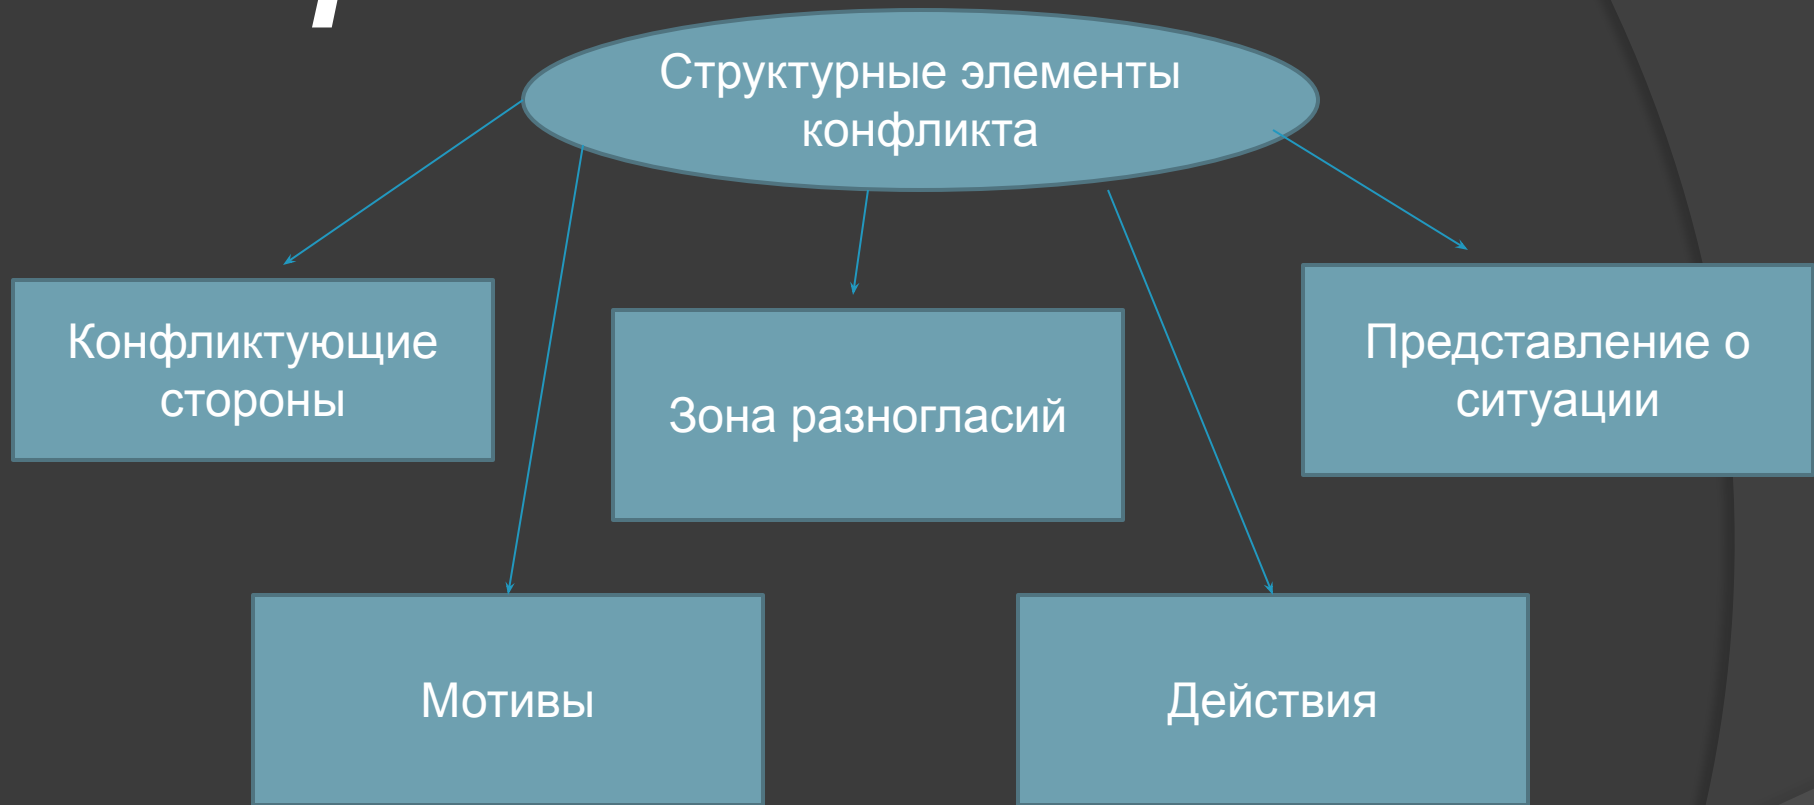 Структурные элементы
конфликта
Конфликтующие
стороны
Зона разногласий
Представление о
ситуации
Мотивы
Действия